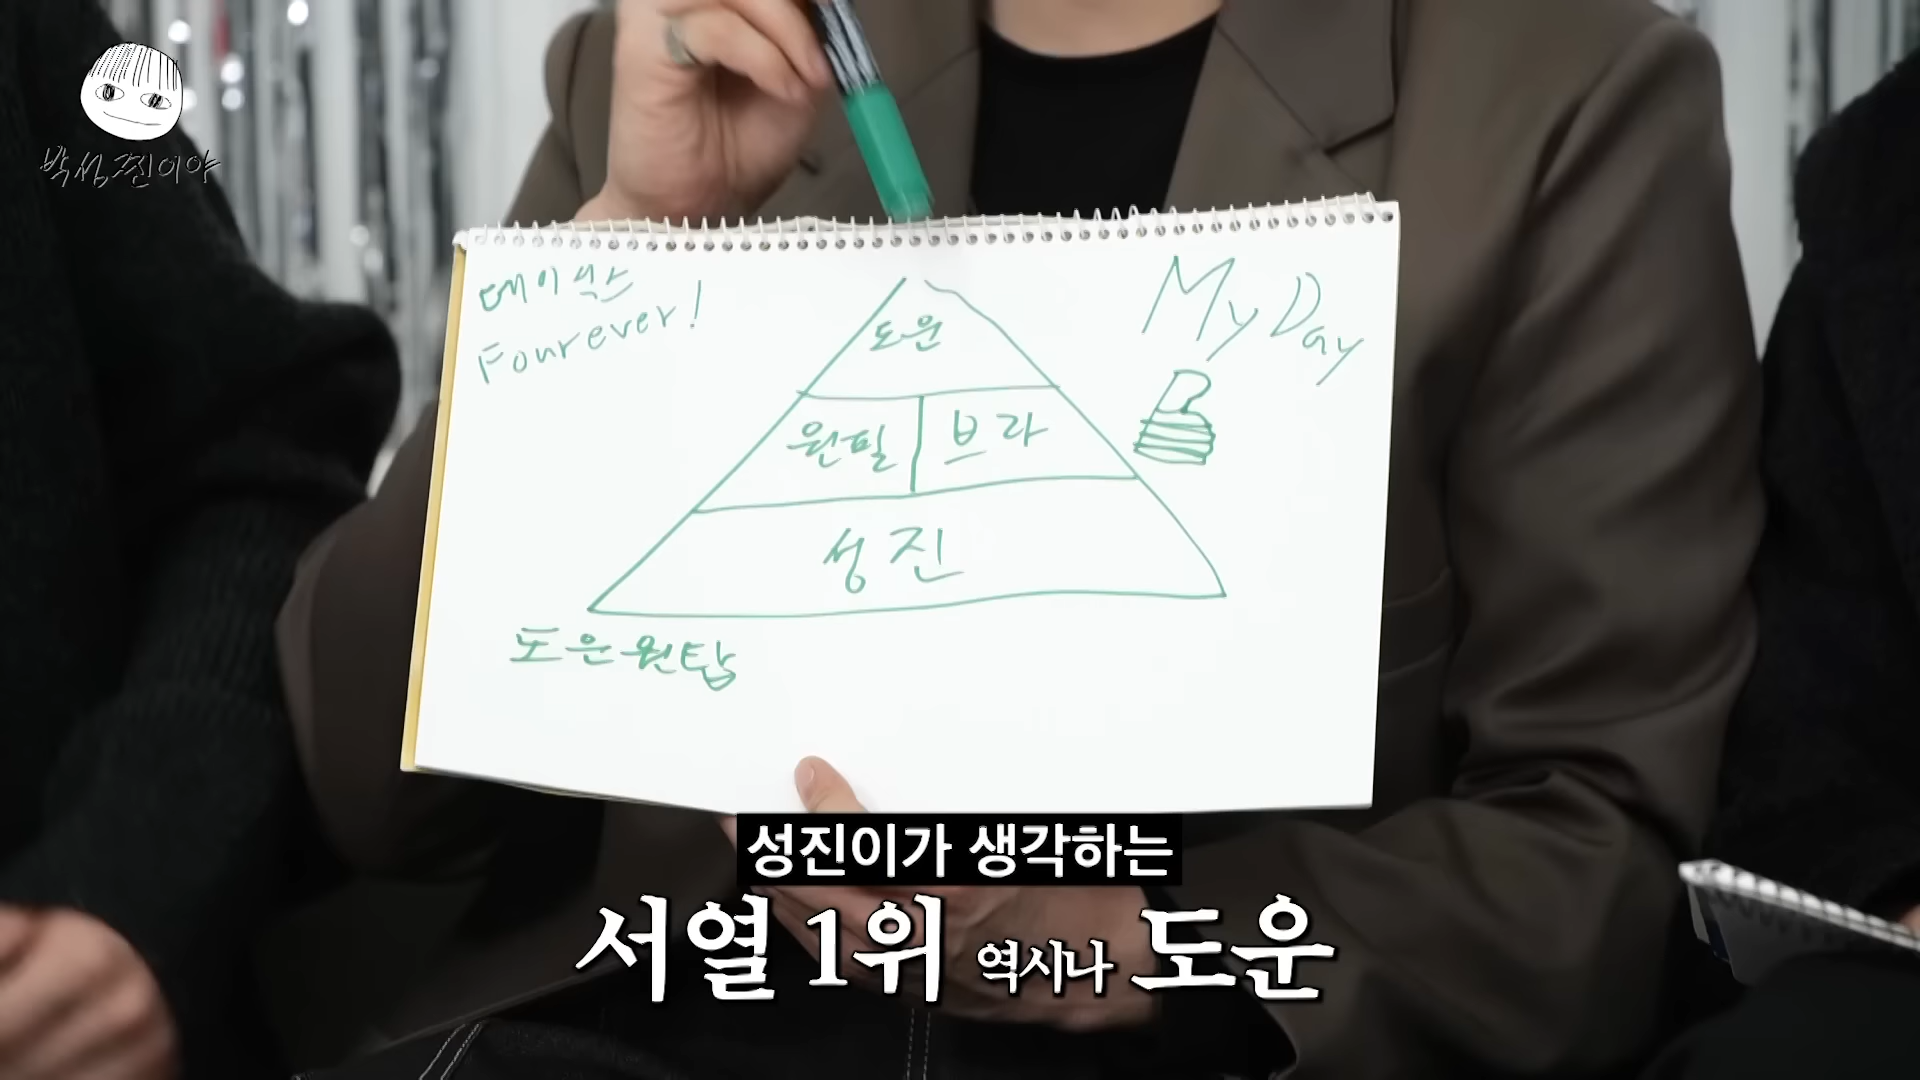 박썽찐이야
데이식스
Fourever!
My Day
도운
원필 브라
성진
도운원탑
성진이가 생각하는
서열 1위 역시나 도운